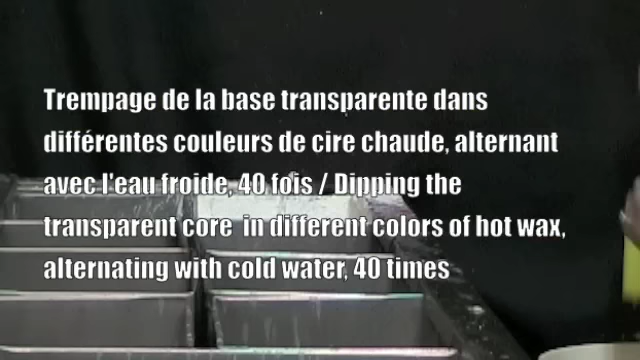 Trempage de la base transparente dans
différentes couleurs de cire chaude, alternant
avec l'eau froide, 40 fois / Dipping the
transparent core in different colors of hot wax,
alternating with cold water, 40 times